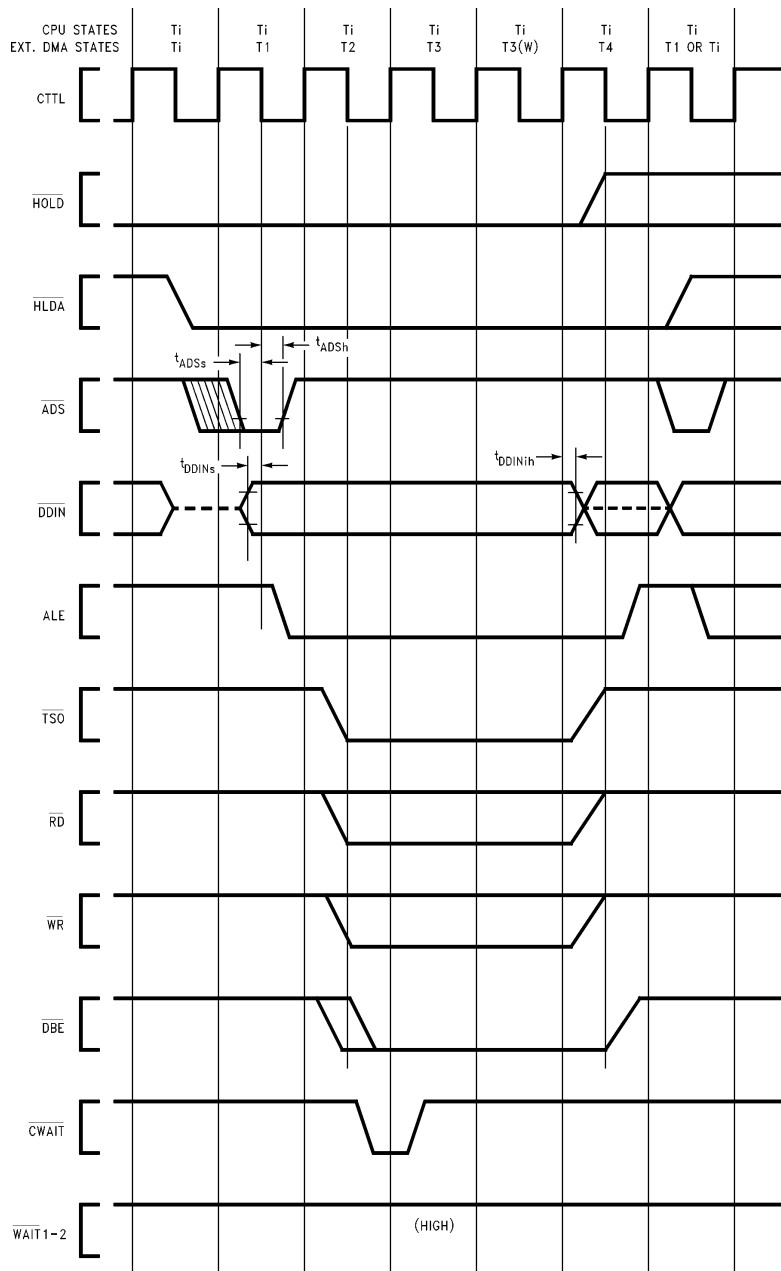 CPU STATES Ti Ti Ti Ti Ti Ti Ti
EXT. DMA STATES Ti T1 T2 T3 T3(W) T4 T1 OR Ti
CTTL
HOLD
HLDA
tADSs tADSh
ADS
tDDINs tDDINih
DDIN
ALE
TSO
RD
WR
DBE
CWAIT
WAIT1-2 (HIGH)